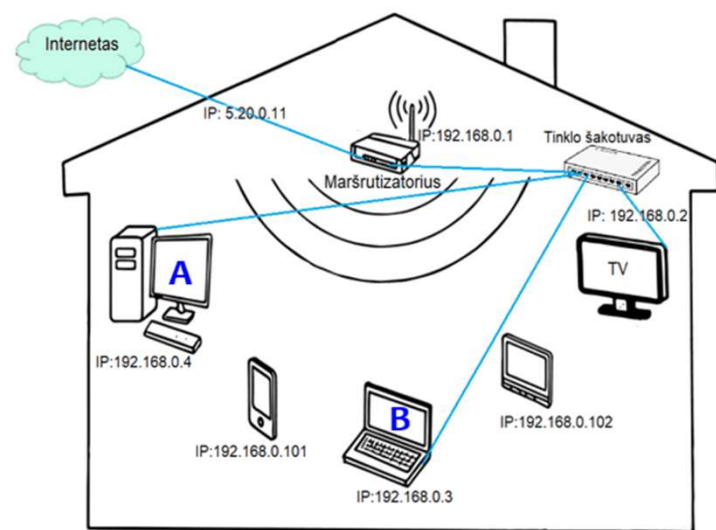 Internetas
IP: 5.20.0.11
IP:192.168.0.1
Tinklo šakotuvas
Maršrutizatorius
IP: 192.168.0.2
TV
A
IP:192.168.0.4
B
IP:192.168.0.102
IP:192.168.0.101
IP:192.168.0.3